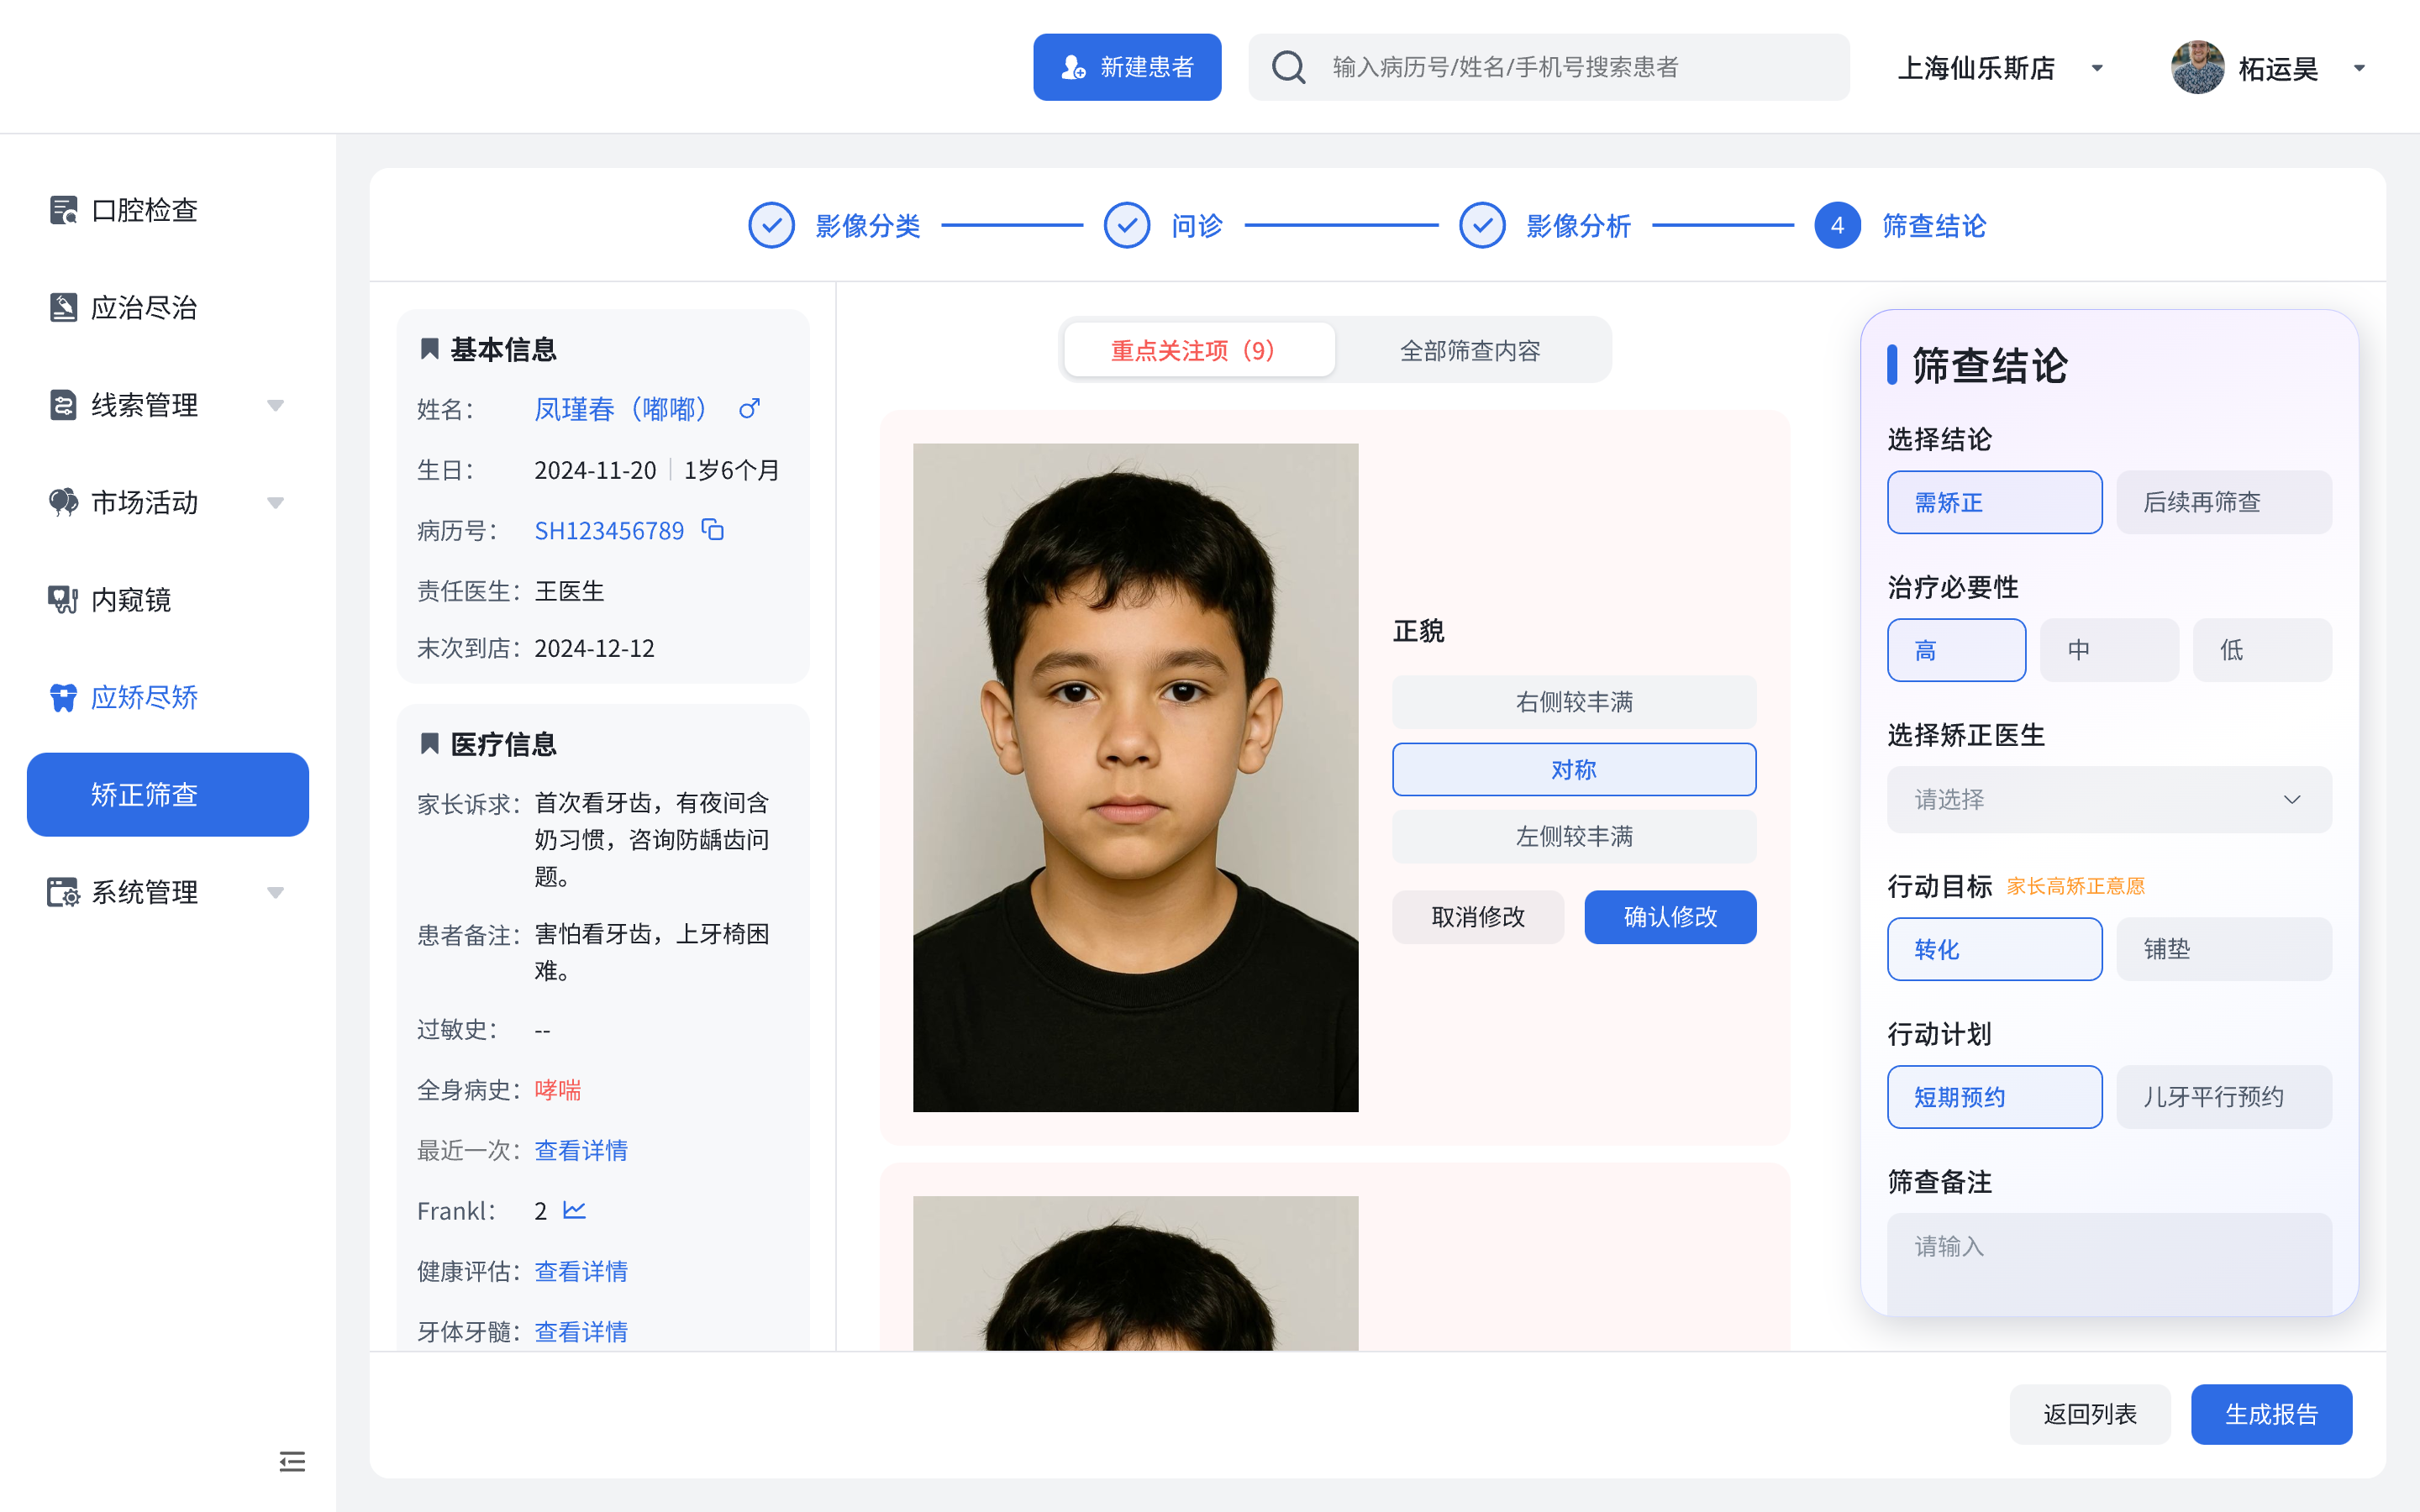 新建患者
输入病历号/姓名/手机号搜索患者
上海仙乐斯店
柘运昊
口腔检查
应治尽治
线索管理
市场活动
内窥镜
应矫尽矫
矫正筛查
系统管理
影像分类
问诊
影像分析
4 筛查结论
基本信息
姓名： 凤瑾春（嘟嘟）
生日： 2024-11-20 1岁6个月
病历号： SH123456789
责任医生： 王医生
末次到店： 2024-12-12
医疗信息
家长诉求： 首次看牙齿，有夜间含
奶习惯，咨询防龋齿问
题。
患者备注： 害怕看牙齿，上牙椅困
难。
过敏史： --
全身病史： 哮喘
最近一次： 查看详情
Frankl： 2
健康评估： 查看详情
牙体牙髓： 查看详情
重点关注项（9）
全部筛查内容
正貌
右侧较丰满
对称
左侧较丰满
取消修改
确认修改
筛查结论
选择结论
需矫正
后续再筛查
治疗必要性
高
中
低
选择矫正医生
请选择
行动目标 家长高矫正意愿
转化
铺垫
行动计划
短期预约
儿牙平行预约
筛查备注
请输入
返回列表
生成报告